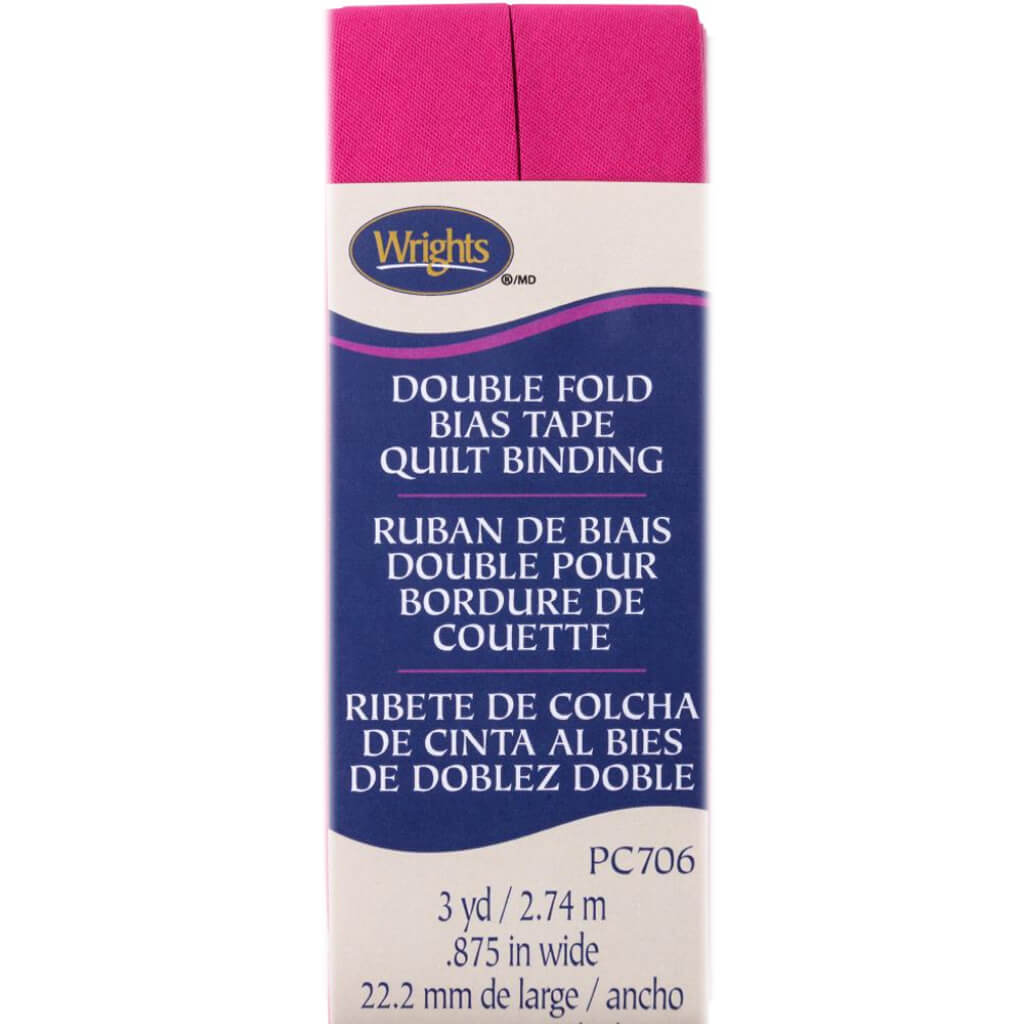 Wrights
®/MD
DOUBLE FOLD
BIAS TAPE
QUILT BINDING
RUBAN DE BIAIS
DOUBLE POUR
BORDURE DE
COUETTE
RIBETE DE COLCHA
DE CINTA AL BIES
DE DOBLEZ DOBLE
PC706
3 yd / 2.74 m
.875 in wide
22.2 mm de large / ancho